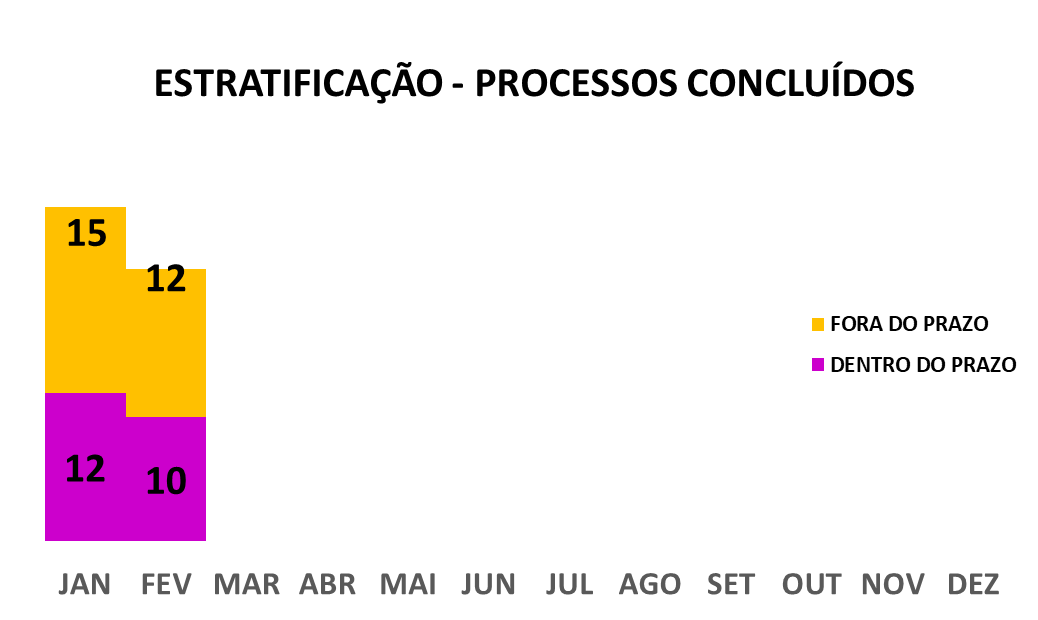 ESTRATIFICAÇÃO - PROCESSOS CONCLUÍDOS
15
12
12
10
FORA DO PRAZO
DENTRO DO PRAZO
JAN FEV MAR ABR MAI JUN JUL AGO SET OUT NOV DEZ